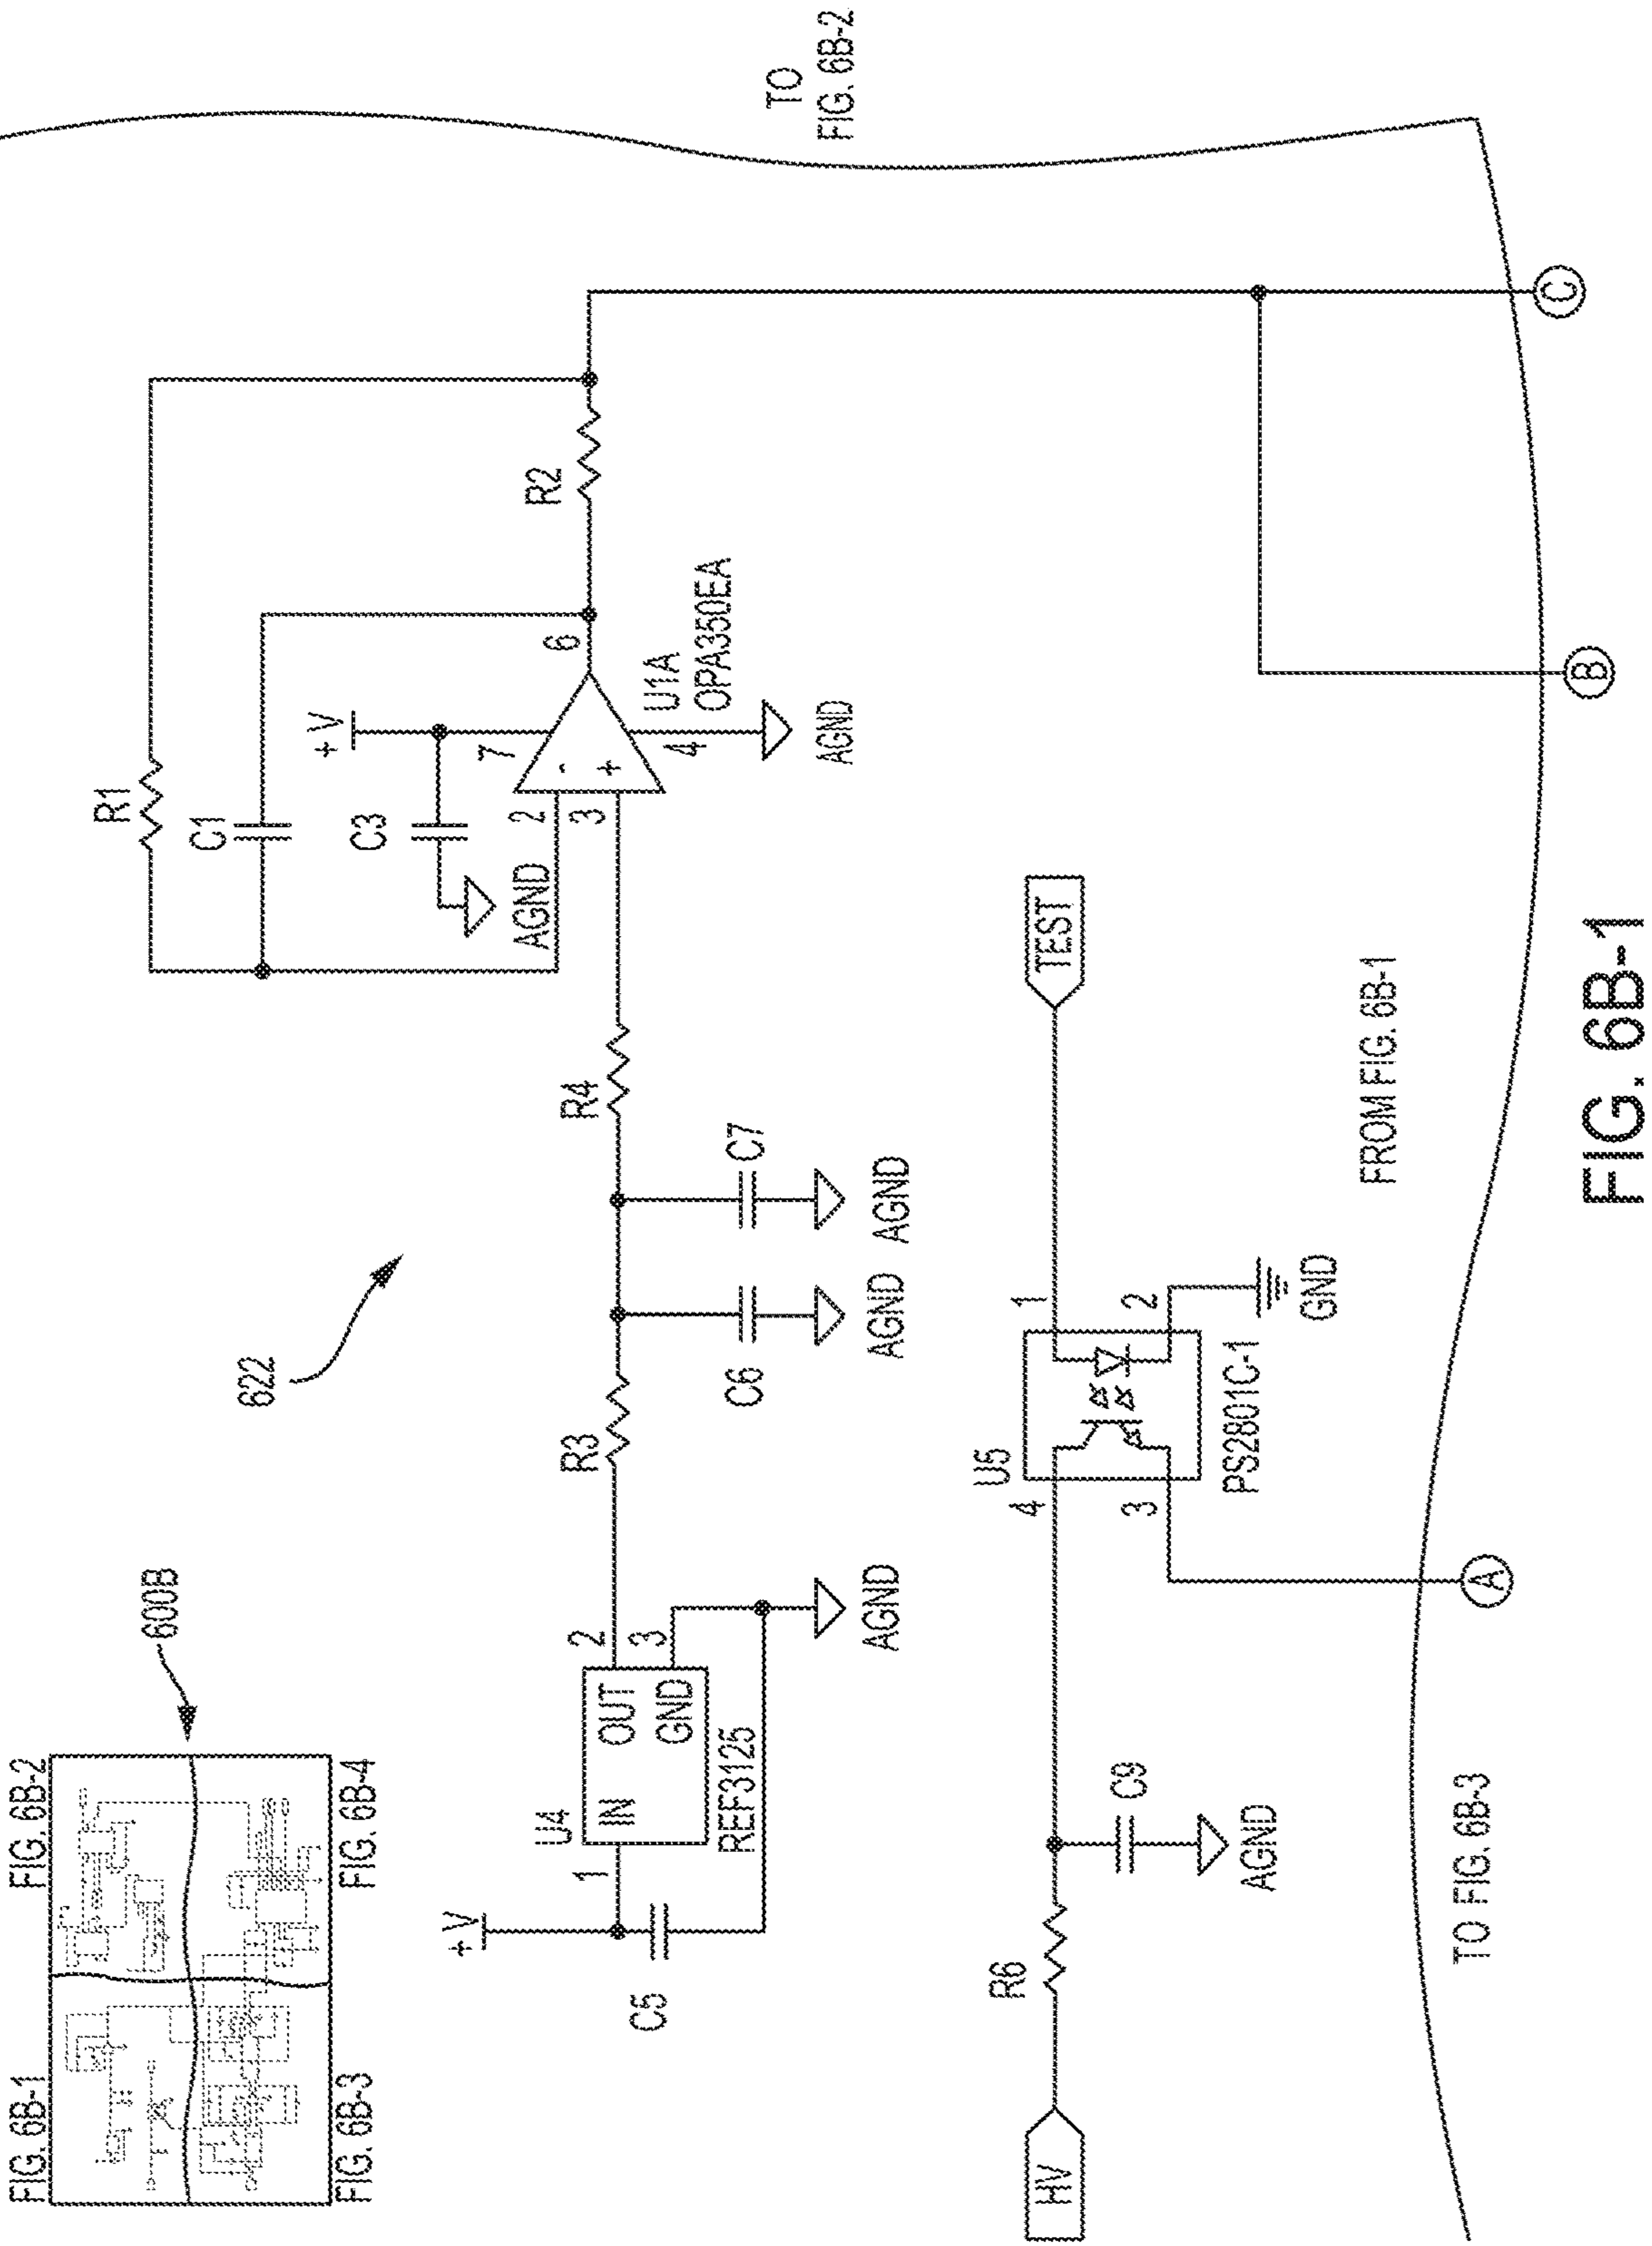 FIG. 6B-1
FIG. 6B-2
600B
FIG. 6B-3
FIG. 6B-4
622
TO
FIG. 6B-2
R1
C1
+V
C3
AGND
7
2
3
6
4
U1A
OPA350EA
AGND
R2
+V
C5
1
U4
IN
OUT
GND
REF3125
2
3
AGND
R3
C6
AGND
C7
AGND
R4
HV
R6
C9
AGND
U5
4
3
1
2
PS2801C-1
GND
TEST
A
B
C
TO FIG. 6B-3
FROM FIG. 6B-1
FIG. 6B-1